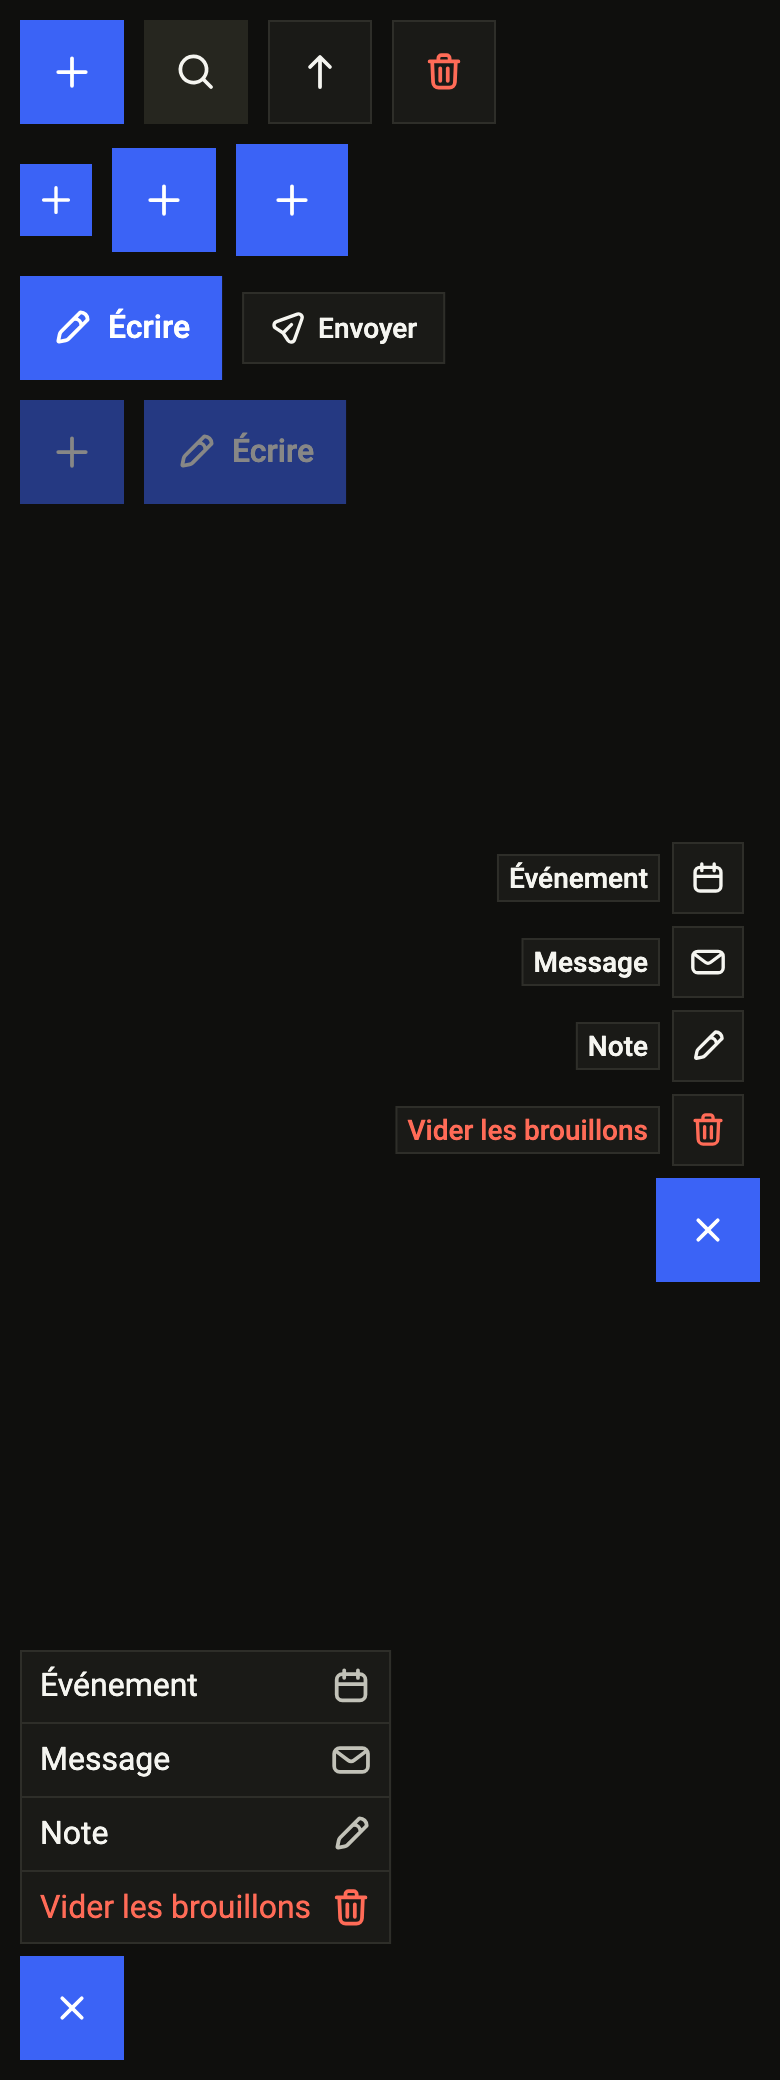 Écrire
Envoyer
Écrire
Événement
Message
Note
Vider les brouillons
Événement
Message
Note
Vider les brouillons